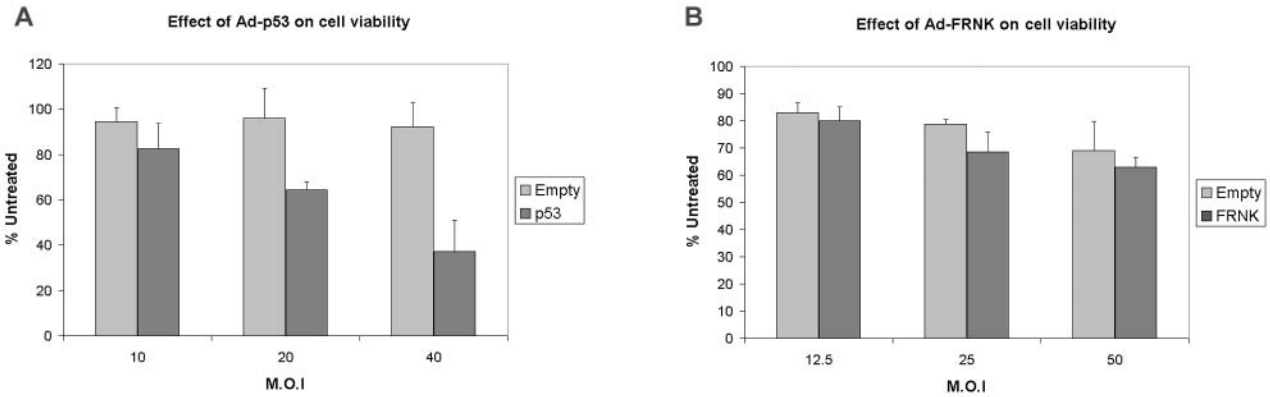 A
Effect of Ad-p53 on cell viability
120
100
80
60
40
20
0
% Untreated
10
20
40
M.O.I
Empty
p53
B
Effect of Ad-FRNK on cell viability
100
90
80
70
60
50
40
30
20
10
0
% Untreated
12.5
25
50
M.O.I
Empty
FRNK